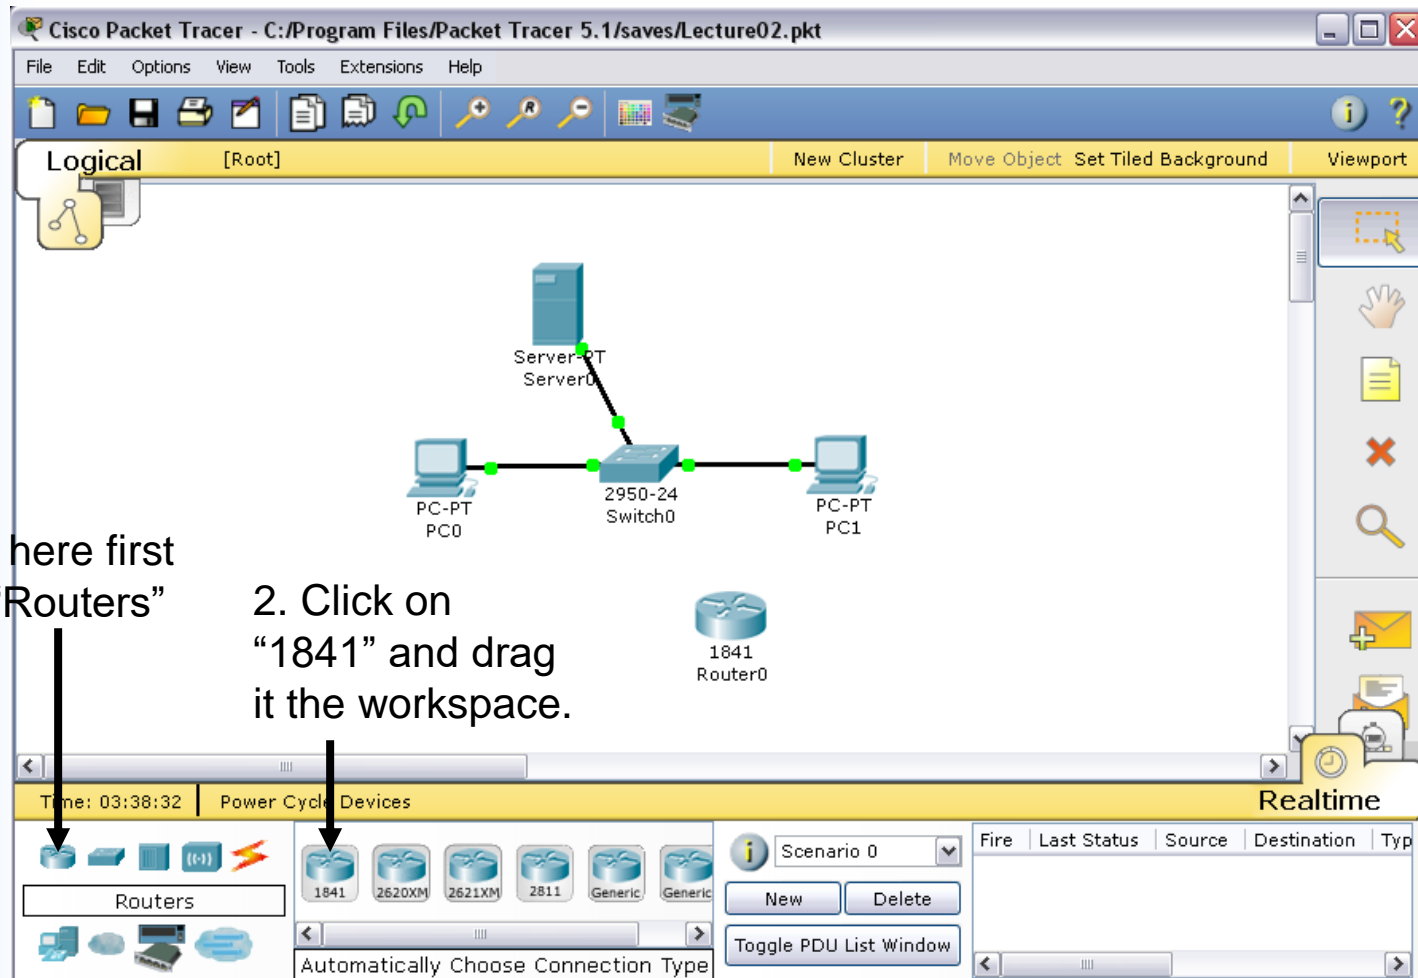 Cisco Packet Tracer - C:/Program Files/Packet Tracer 5.1/saves/Lecture02.pkt
File Edit Options View Tools Extensions Help
Logical [Root] New Cluster Move Object Set Tiled Background Viewport
Server-PT
Server0
PC-PT
PC0
2950-24
Switch0
PC-PT
PC1
here first
“Routers”
2. Click on
“1841” and drag
it the workspace.
1841
Router0
Time: 03:38:32 Power Cycle Devices Realtime
1841 2620XM 2621XM 2811 Generic Generic
Routers
Automatically Choose Connection Type
Scenario 0
New Delete
Toggle PDU List Window
Fire Last Status Source Destination Typ